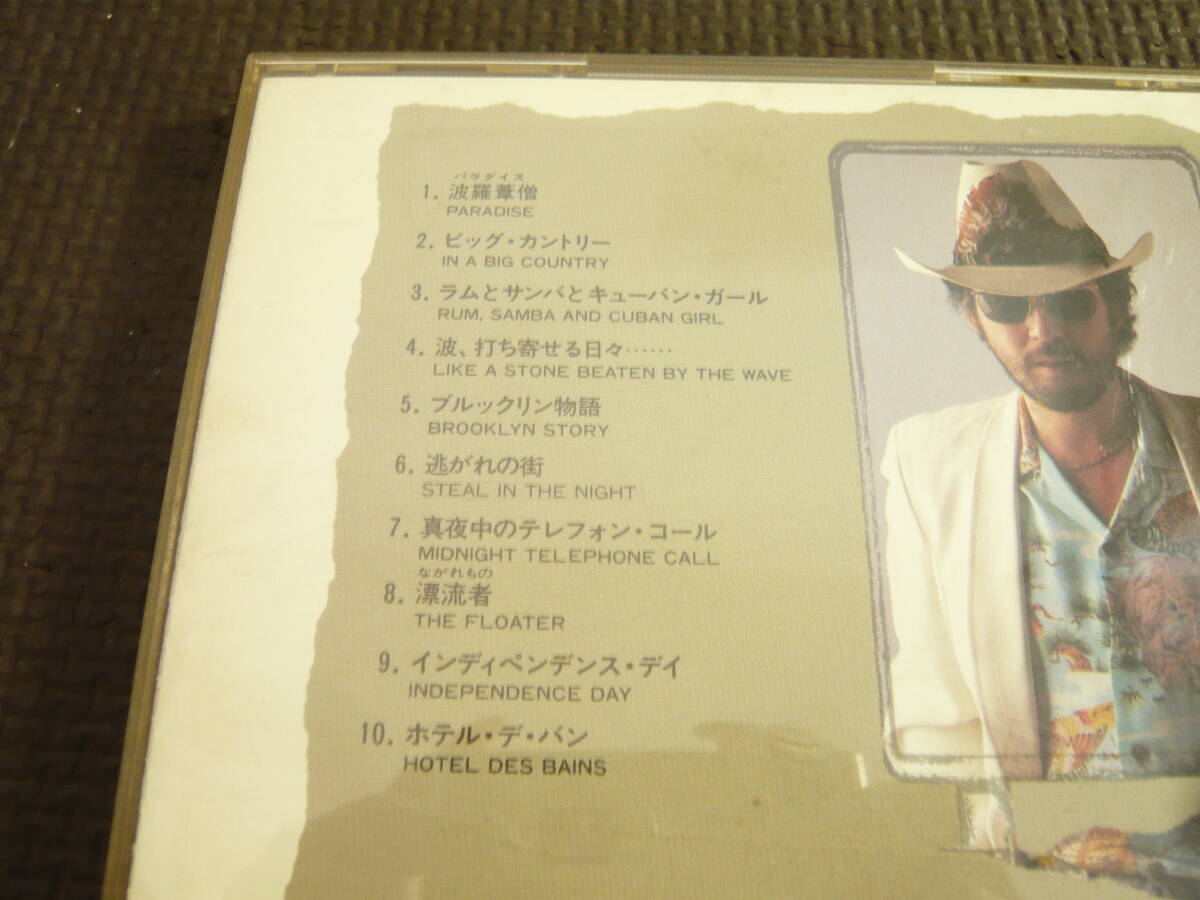 パラダイス
1. 波羅葦僧
PARADISE
2. ビッグ・カントリー
IN A BIG COUNTRY
3. ラムとサンバとキューバン・ガール
RUM, SAMBA AND CUBAN GIRL
4. 波、打ち寄せる日々……
LIKE A STONE BEATEN BY THE WAVE
5. ブルックリン物語
BROOKLYN STORY
6. 逃がれの街
STEAL IN THE NIGHT
7. 真夜中のテレフォン・コール
MIDNIGHT TELEPHONE CALL
ながれもの
8. 漂流者
THE FLOATER
9. インディペンデンス・デイ
INDEPENDENCE DAY
10. ホテル・デ・バン
HOTEL DES BAINS